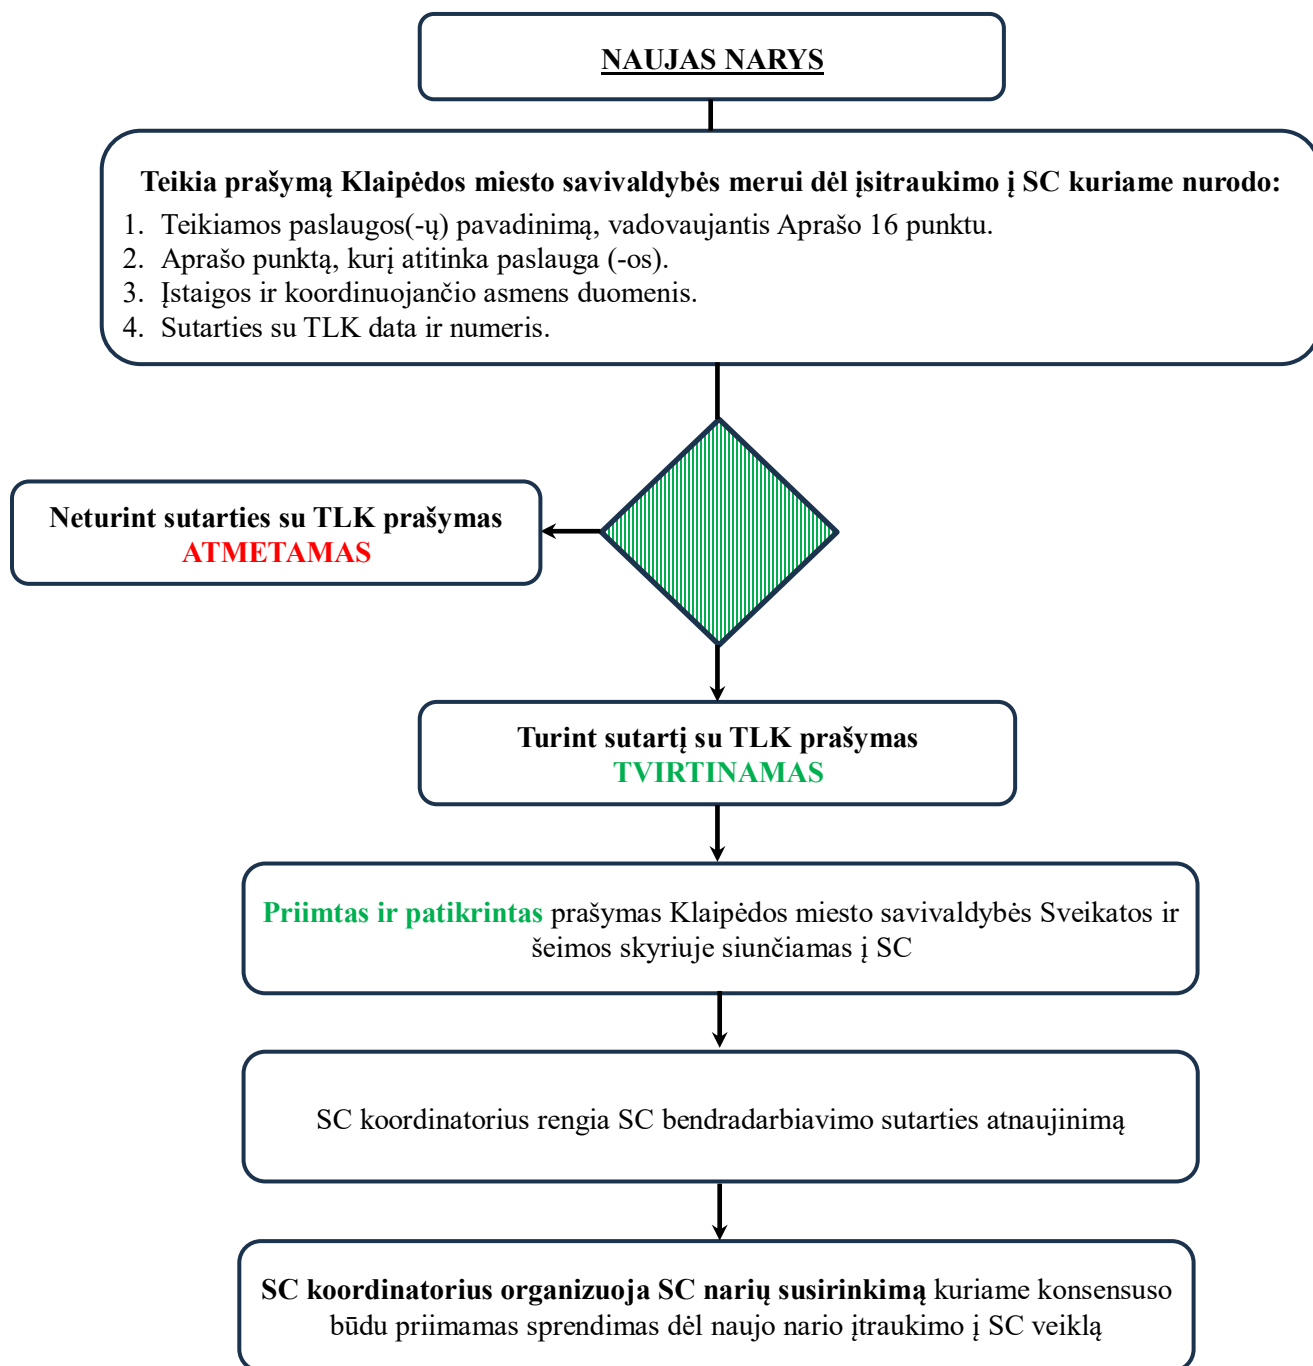 NAUJAS NARYS
Teikia prašymą Klaipėdos miesto savivaldybės merui dėl įsitraukimo į SC kuriame nurodo:
1. Teikiamos paslaugos(-ų) pavadinimą, vadovaujantis Aprašo 16 punktu.
2. Aprašo punktą, kurį atitinka paslauga (-os).
3. Įstaigos ir koordinuojančio asmens duomenis.
4. Sutarties su TLK data ir numeris.
Neturint sutarties su TLK prašymas
ATMETAMAS
Turint sutartį su TLK prašymas
TVIRTINAMAS
Priimtas ir patikrintas prašymas Klaipėdos miesto savivaldybės Sveikatos ir
šeimos skyriuje siunčiamas į SC
SC koordinatorius rengia SC bendradarbiavimo sutarties atnaujinimą
SC koordinatorius organizuoja SC narių susirinkimą kuriame konsensuso
būdu priimamas sprendimas dėl naujo nario įtraukimo į SC veiklą